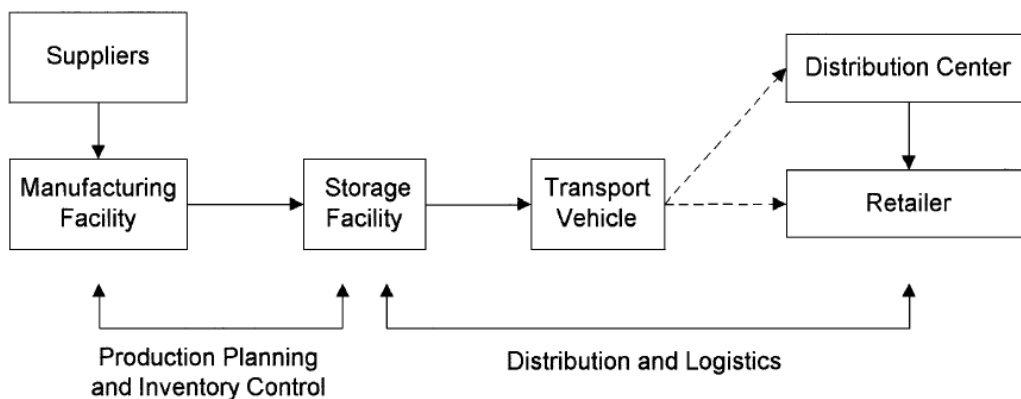 Suppliers
Distribution Center
Manufacturing
Facility
Storage
Facility
Transport
Vehicle
Retailer
Production Planning
and Inventory Control
Distribution and Logistics